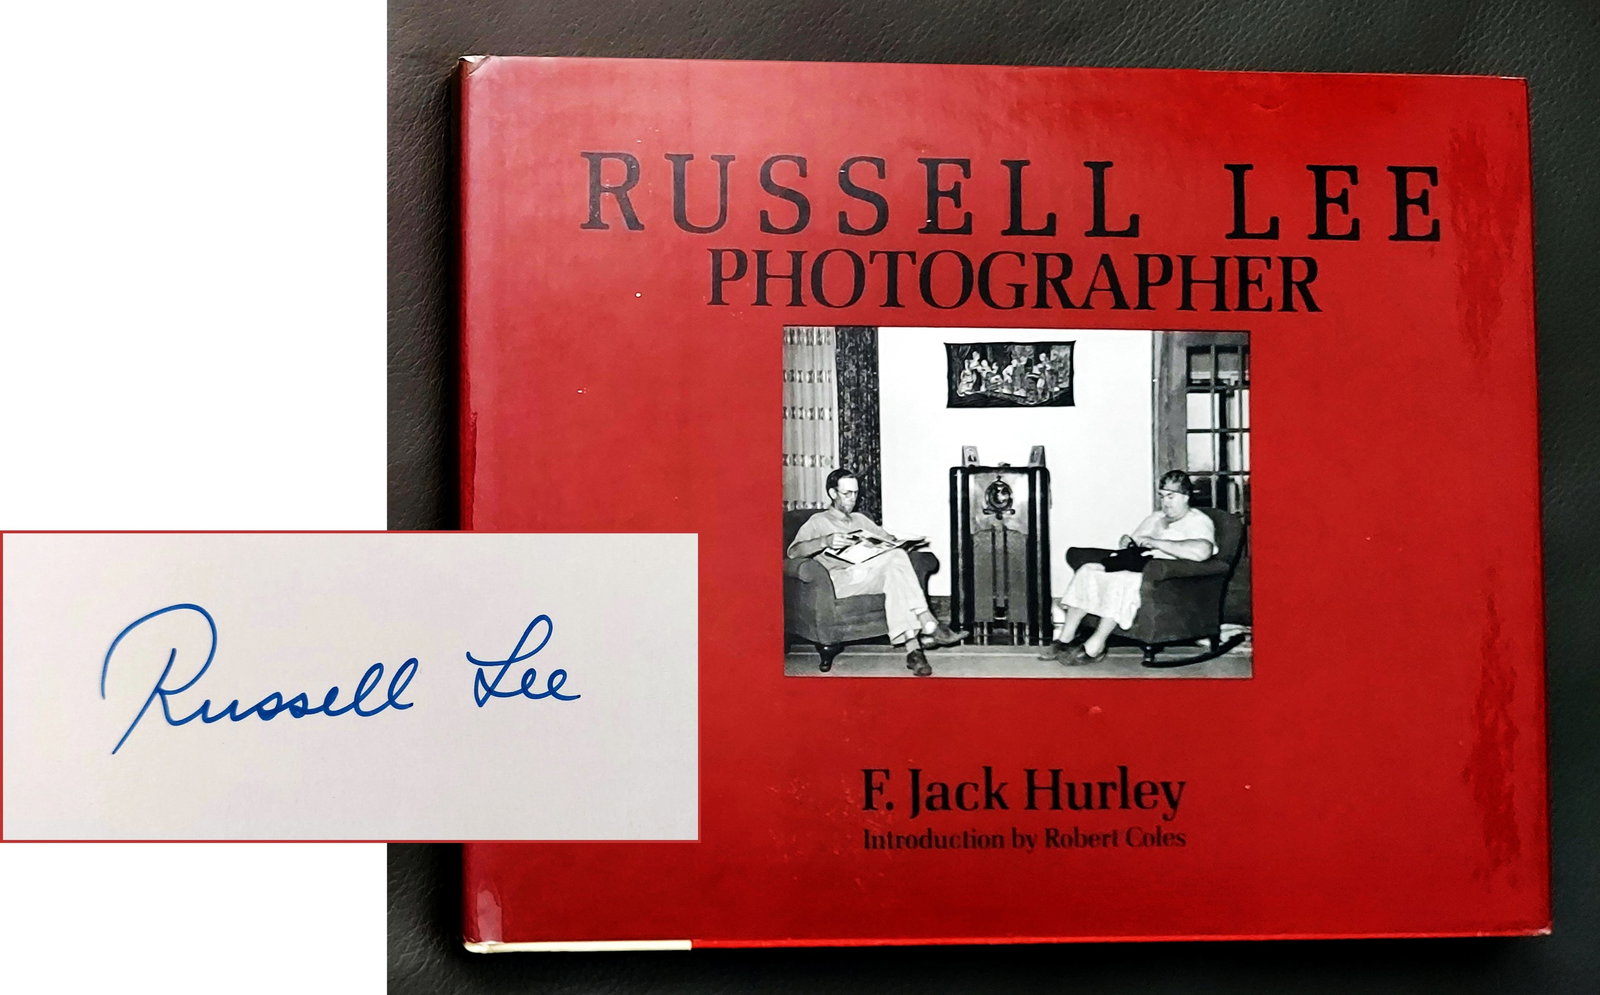 RUSSELL LEE
PHOTOGRAPHER
F. Jack Hurley
Introduction by Robert Coles
Russell Lee